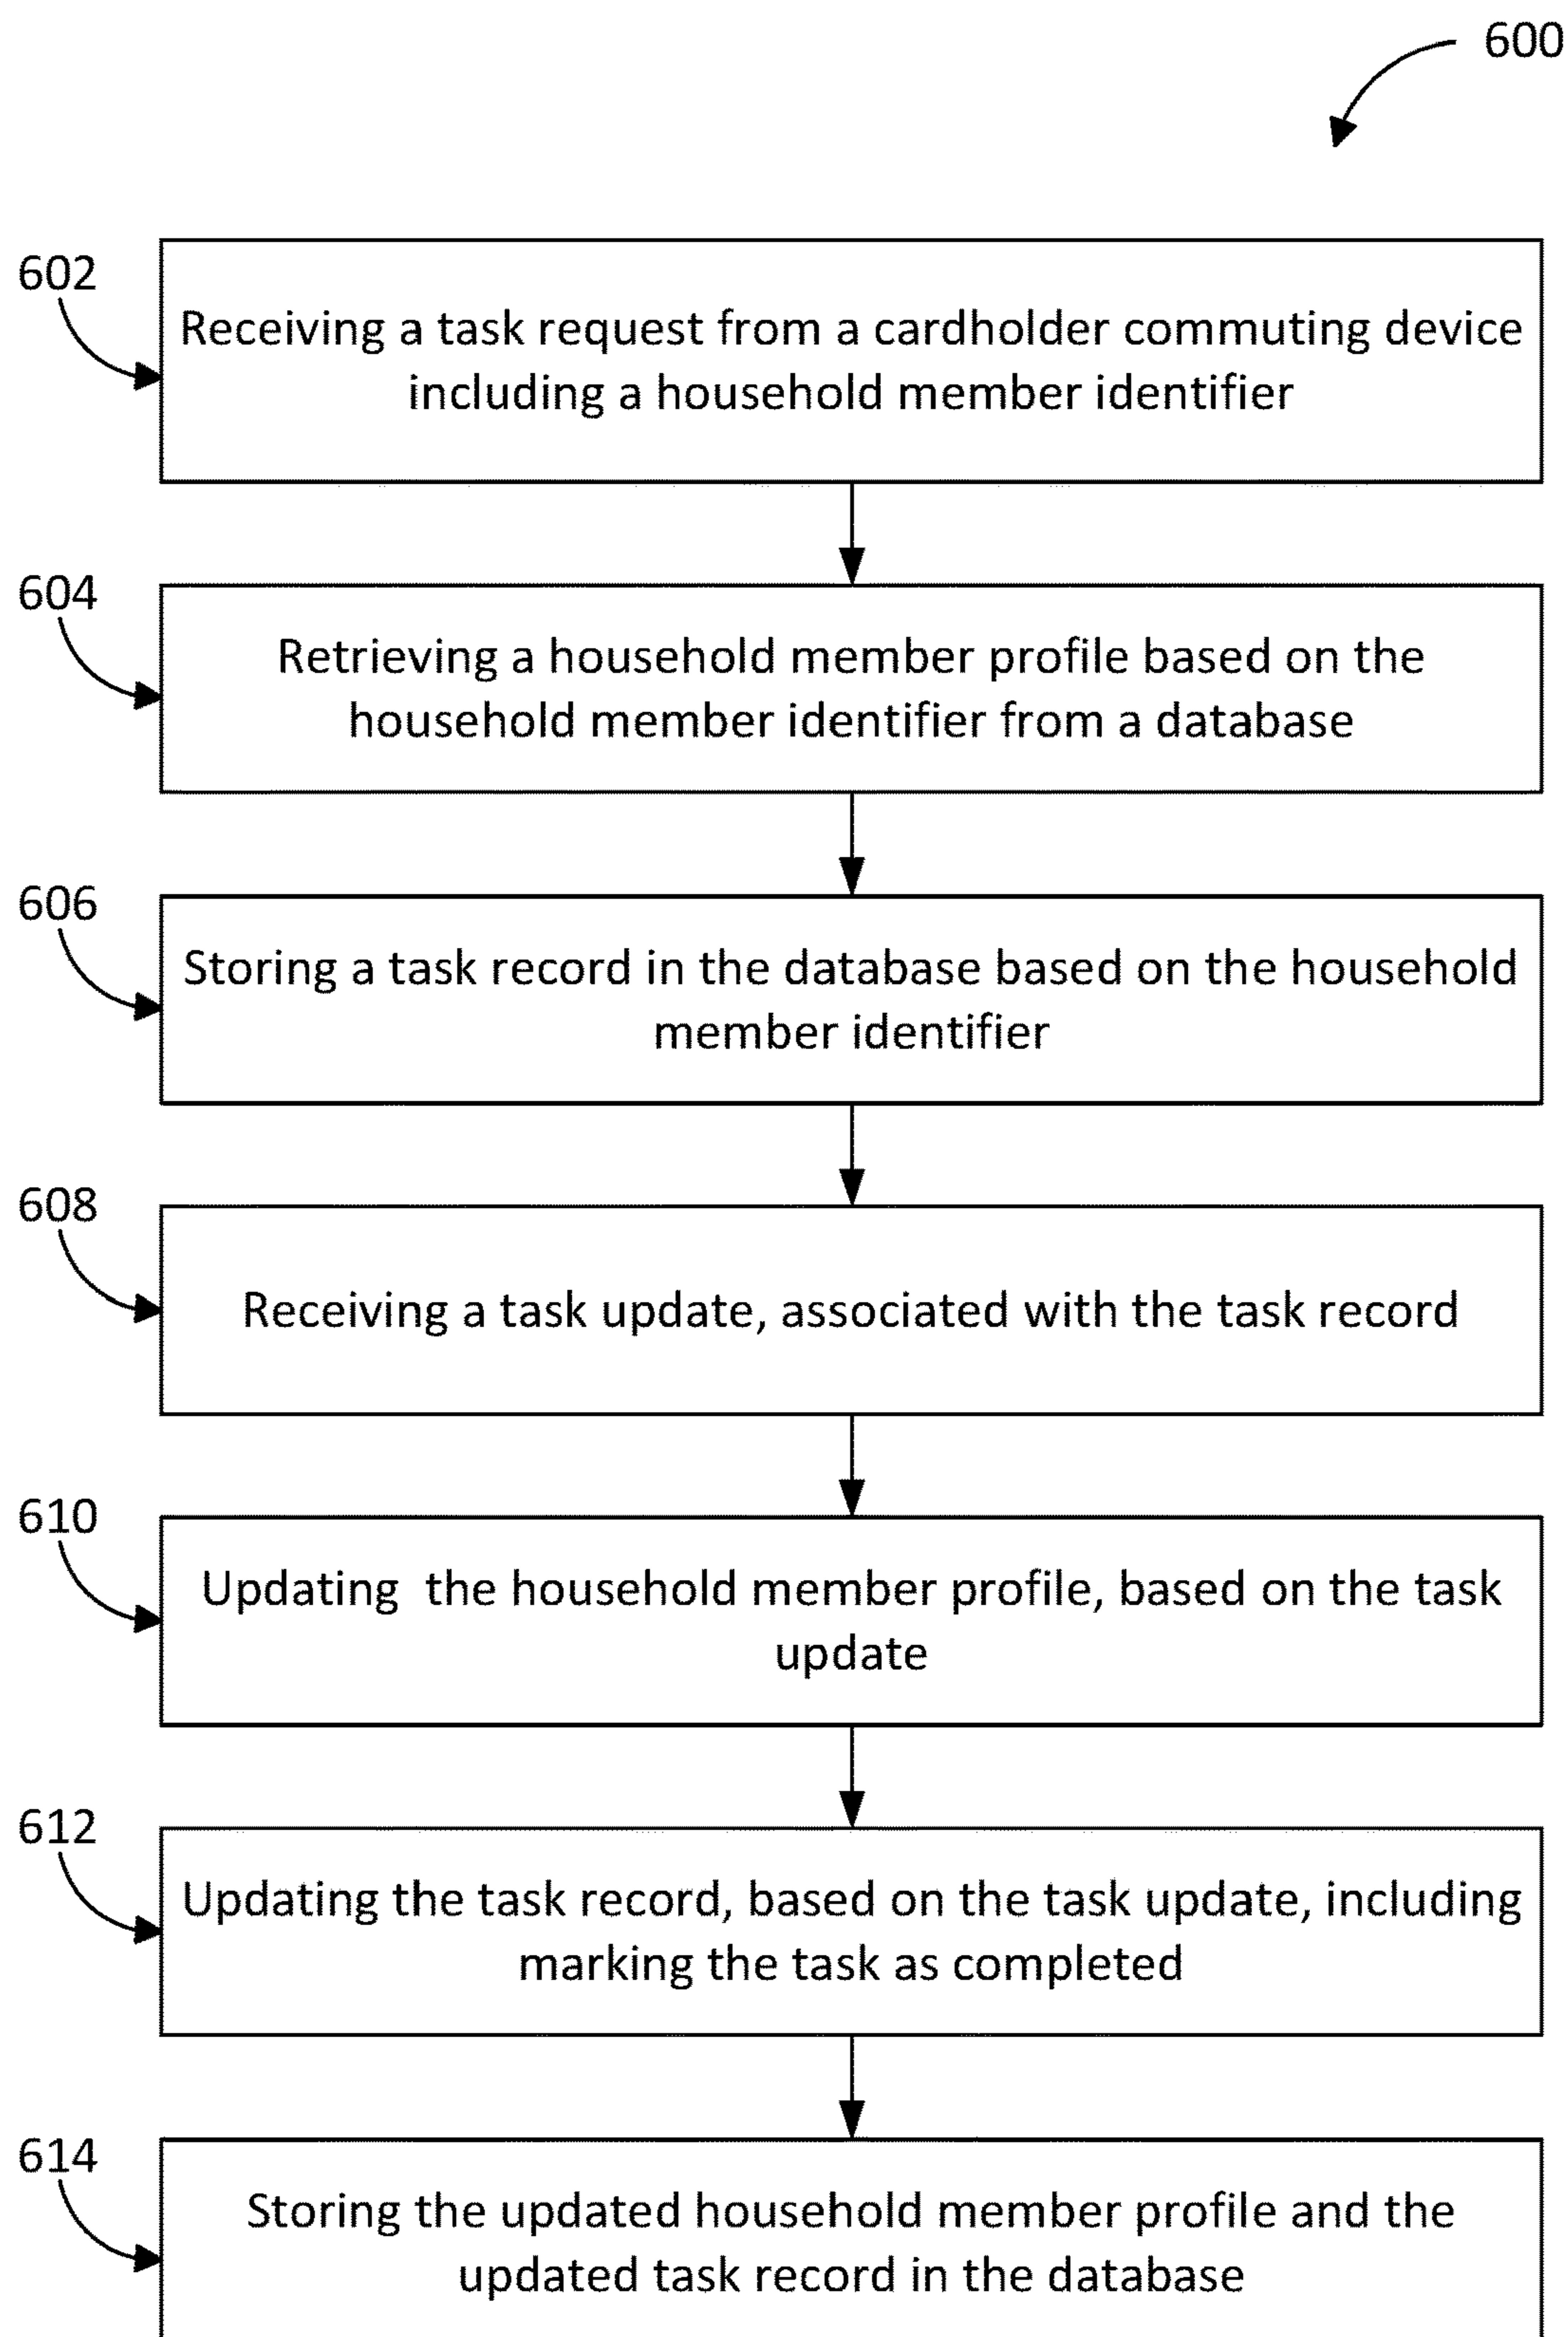 600
602
Receiving a task request from a cardholder commuting device
including a household member identifier
604
Retrieving a household member profile based on the
household member identifier from a database
606
Storing a task record in the database based on the household
member identifier
608
Receiving a task update, associated with the task record
610
Updating  the household member profile, based on the task
update
612
Updating the task record, based on the task update, including
marking the task as completed
614
Storing the updated household member profile and the
updated task record in the database